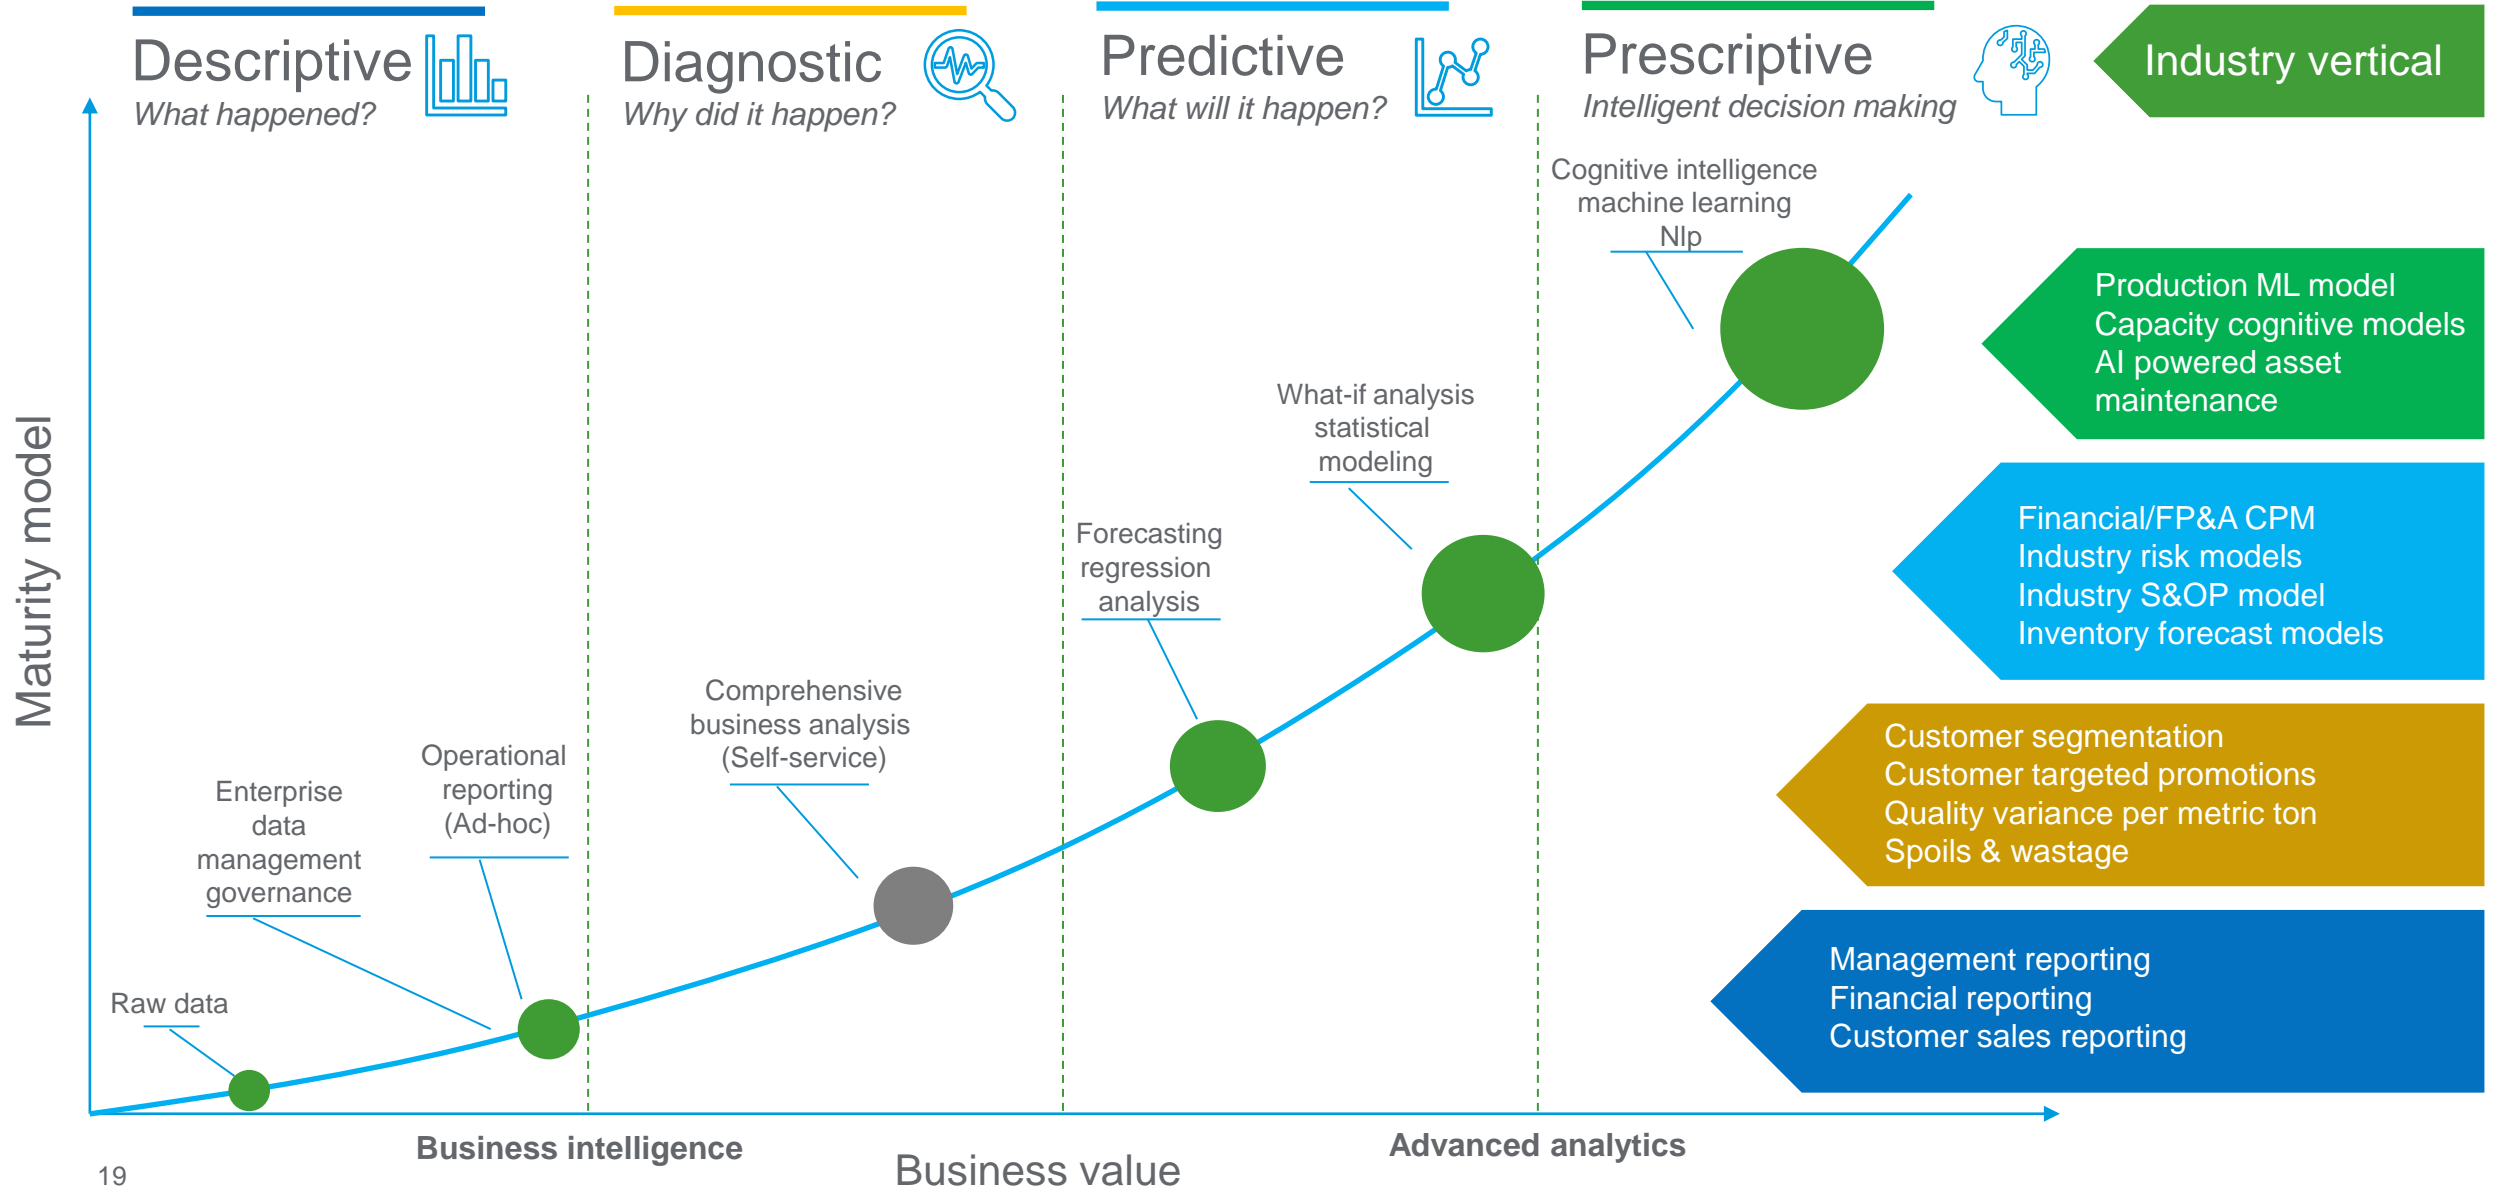 Descriptive
What happened?
Diagnostic
Why did it happen?
Predictive
What will it happen?
Prescriptive
Intelligent decision making
Industry vertical
Maturity model
Raw data
Enterprise
data
management
governance
Operational
reporting
(Ad-hoc)
Comprehensive
business analysis
(Self-service)
Forecasting
regression
analysis
What-if analysis
statistical
modeling
Cognitive intelligence
machine learning
Nlp
Production ML model
Capacity cognitive models
AI powered asset
maintenance
Financial/FP&A CPM
Industry risk models
Industry S&OP model
Inventory forecast models
Customer segmentation
Customer targeted promotions
Quality variance per metric ton
Spoils & wastage
Management reporting
Financial reporting
Customer sales reporting
Business intelligence
Advanced analytics
Business value
19